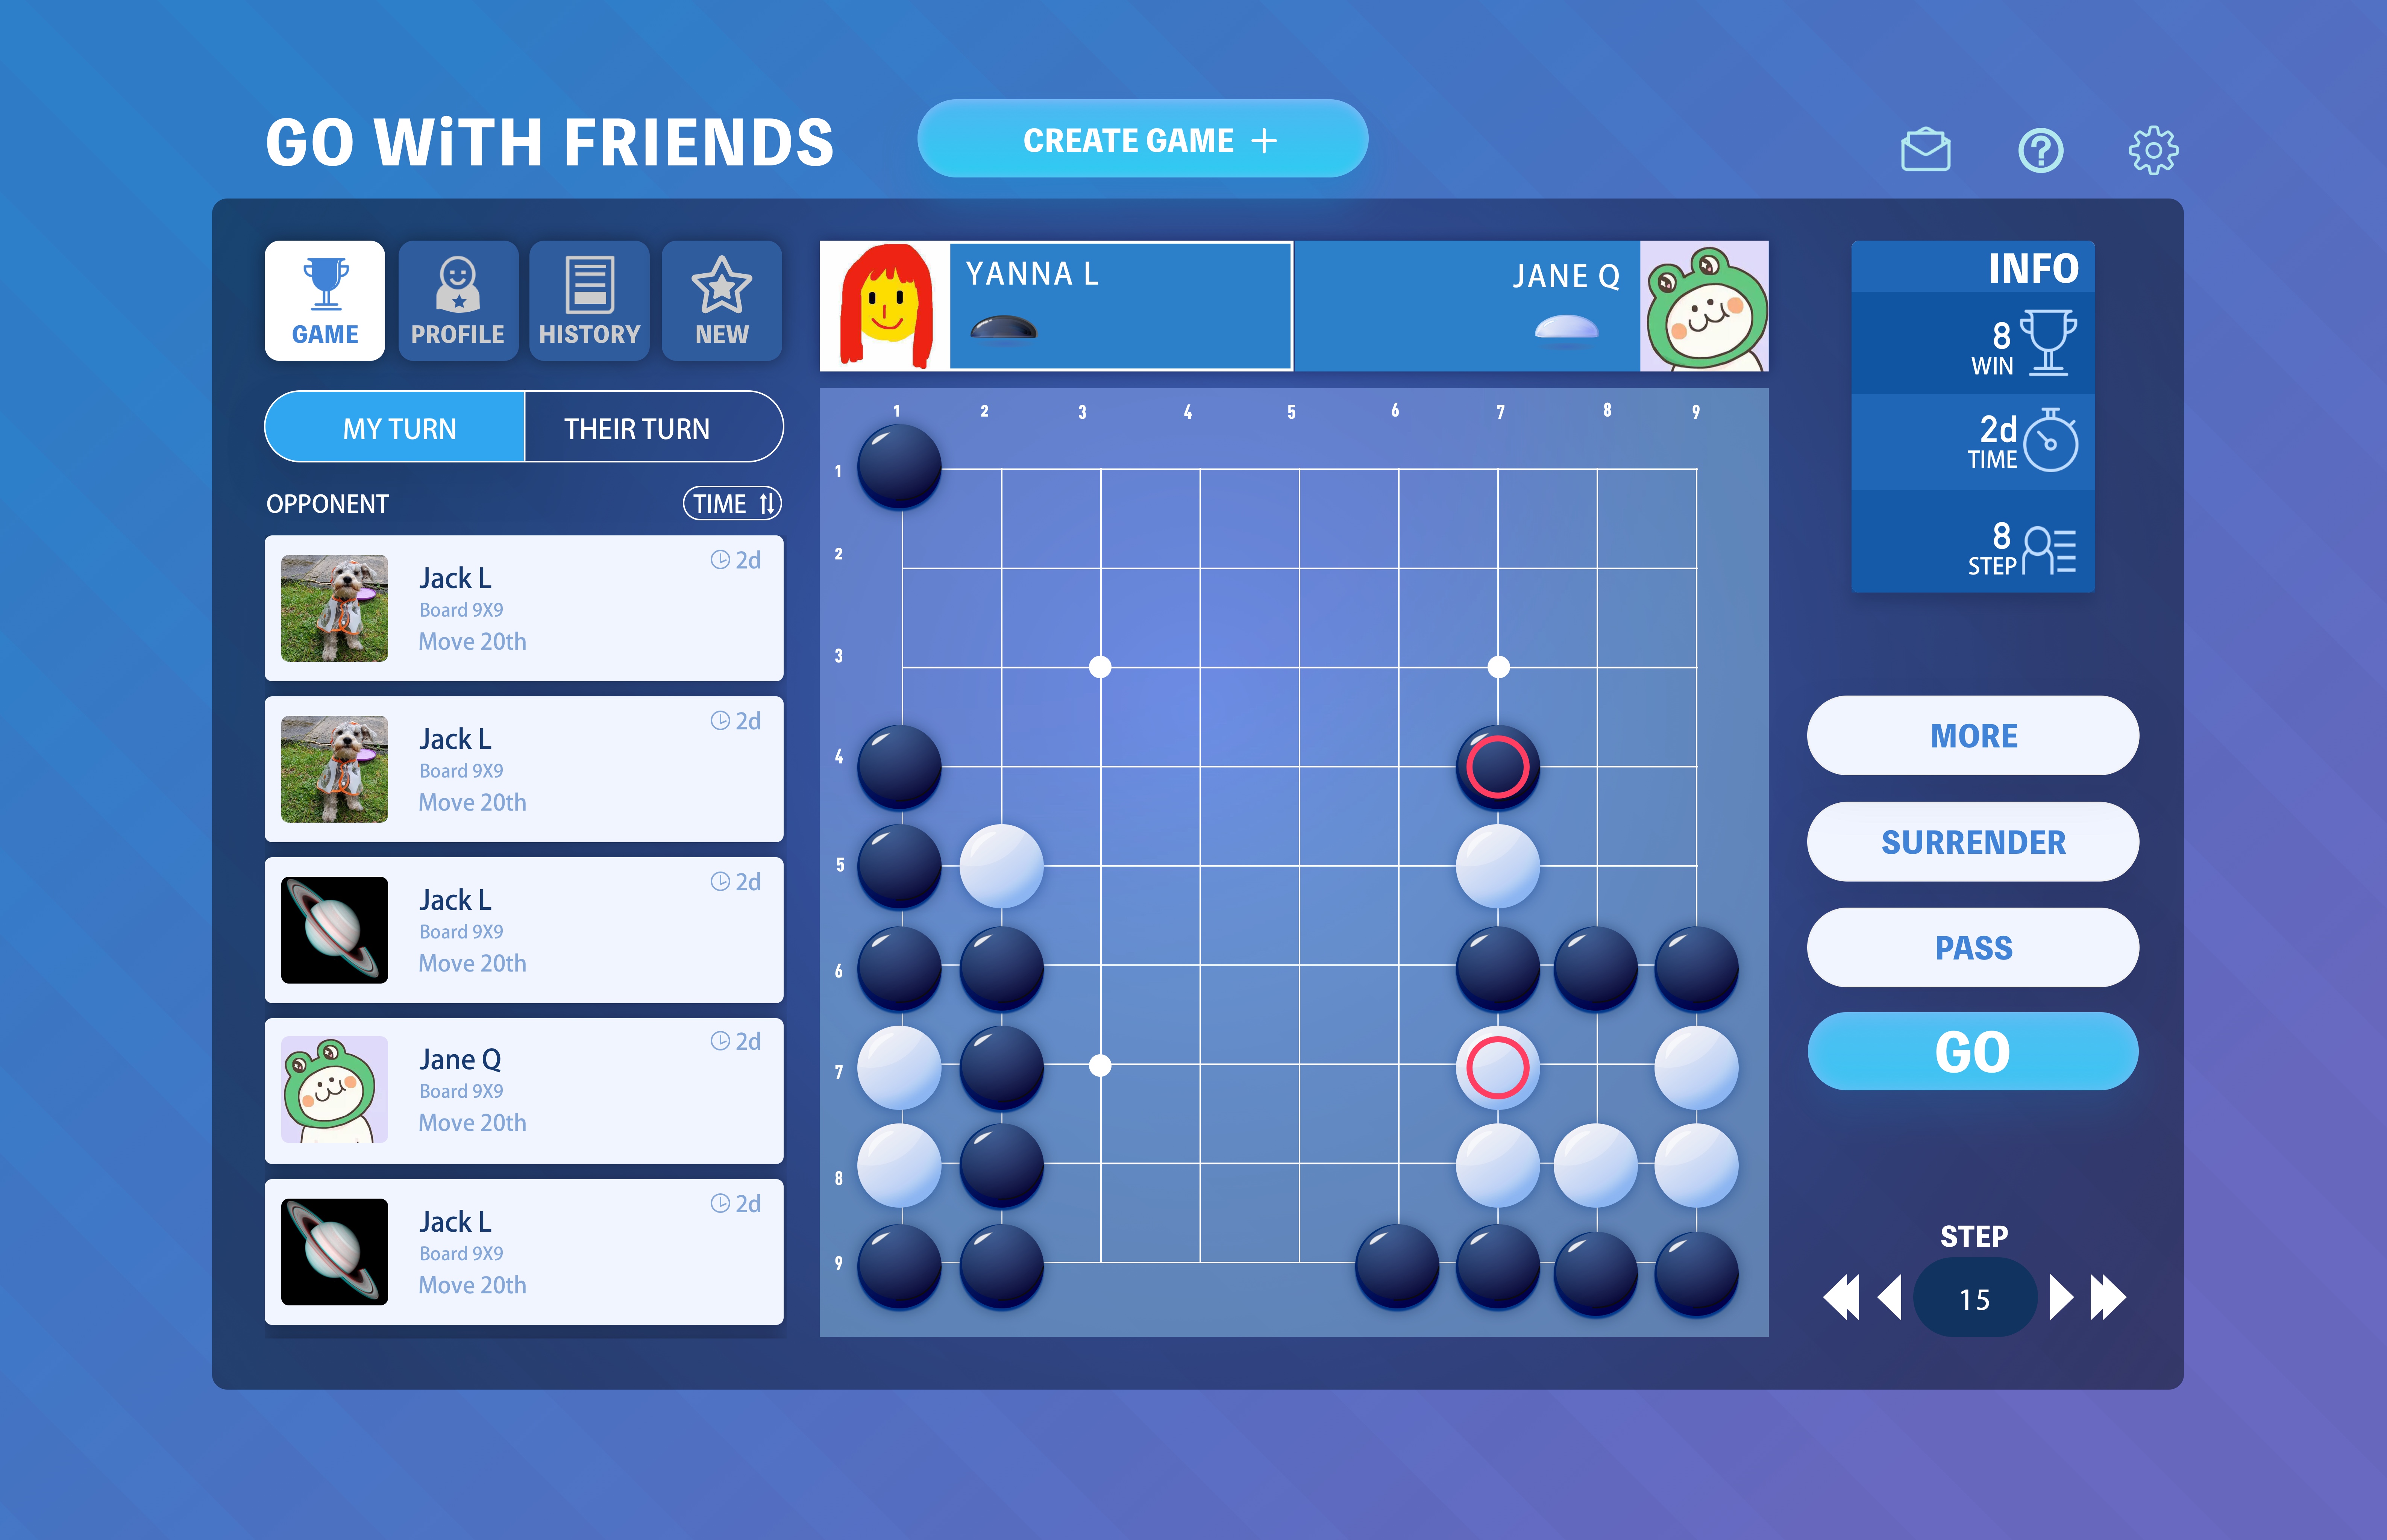 GO WiTH FRIENDS
CREATE GAME +
GAME
PROFILE
HISTORY
NEW
MY TURN
THEIR TURN
OPPONENT
TIME
Jack L
2d
Board 9X9
Move 20th
Jack L
2d
Board 9X9
Move 20th
Jack L
2d
Board 9X9
Move 20th
Jane Q
2d
Board 9X9
Move 20th
Jack L
2d
Board 9X9
Move 20th
YANNA L
JANE Q
1 2 3 4 5 6 7 8 9
1
2
3
4
5
6
7
8
9
INFO
8
WIN
2d
TIME
8
STEP
MORE
SURRENDER
PASS
GO
STEP
15